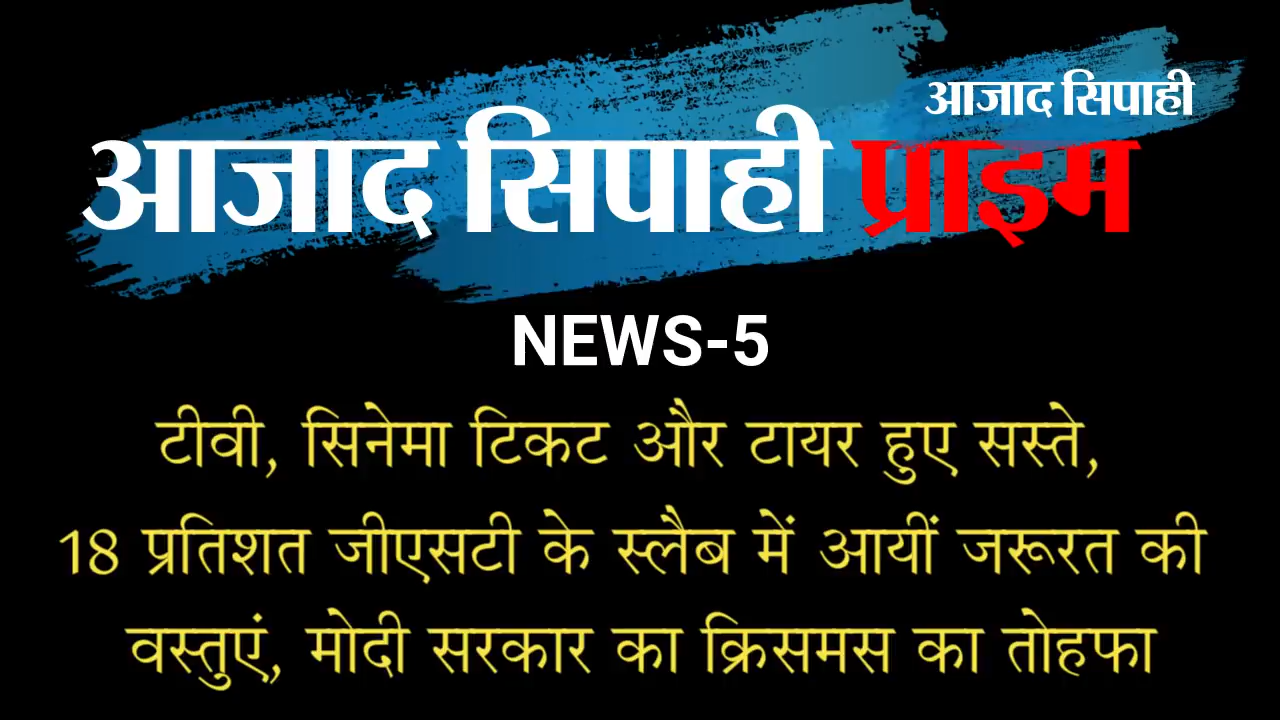 आजाद सिपाही
आजाद सिपाही प्राइम
NEWS-5
टीवी, सिनेमा टिकट और टायर हुए सस्ते,
18 प्रतिशत जीएसटी के स्लैब में आयीं जरूरत की
वस्तुएं, मोदी सरकार का क्रिसमस का तोहफा